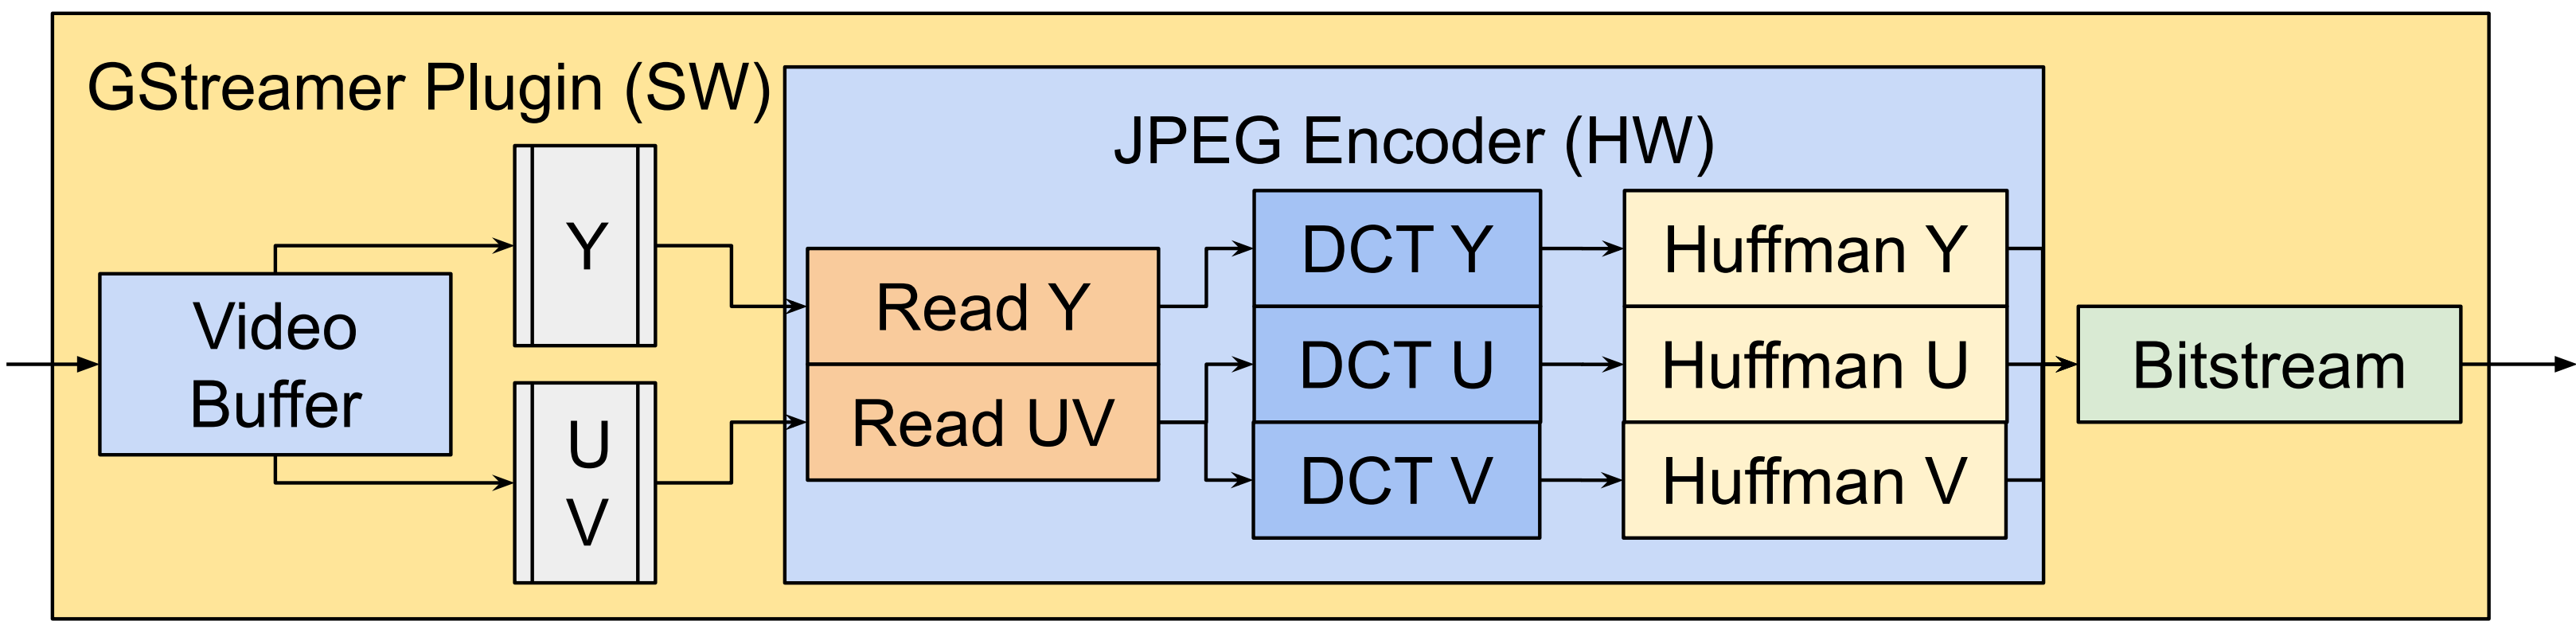 GStreamer Plugin (SW)
JPEG Encoder (HW)
Video
Buffer
Y
U
V
Read Y
Read UV
DCT Y
DCT U
DCT V
Huffman Y
Huffman U
Huffman V
Bitstream